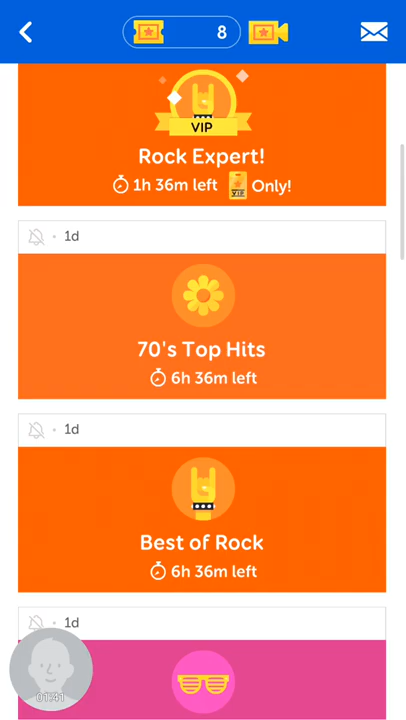 8
VIP
Rock Expert!
1h 36m left VIP Only!
1d
70's Top Hits
6h 36m left
1d
Best of Rock
6h 36m left
1d
01:41